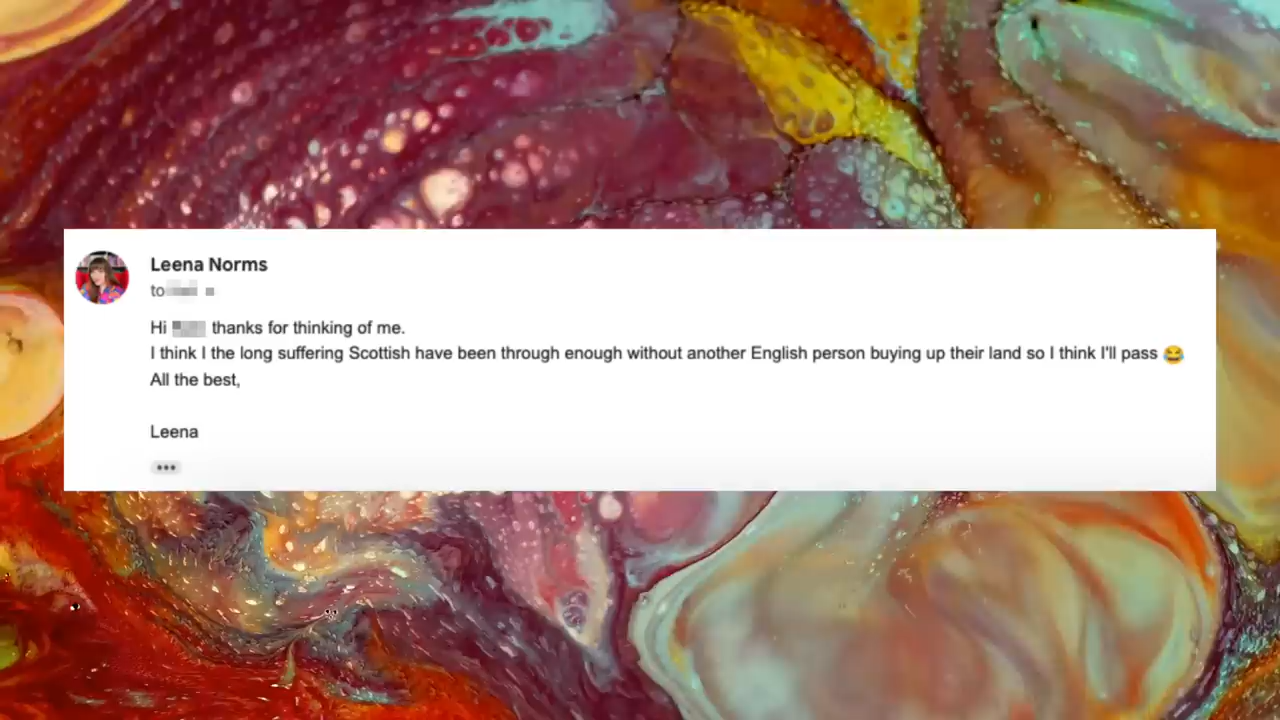 Leena Norms
to
Hi thanks for thinking of me.
I think I the long suffering Scottish have been through enough without another English person buying up their land so I think I'll pass 😂
All the best,
Leena